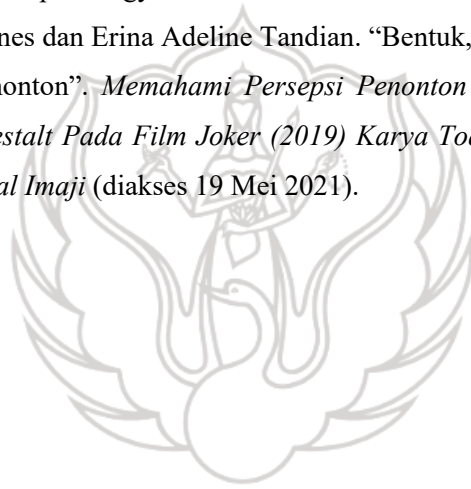 nes dan Erina Adeline Tandian. “Bentuk,
nonton”. Memahami Persepsi Penonton
estalt Pada Film Joker (2019) Karya
al Imaji (diakses 19 Mei 2021).